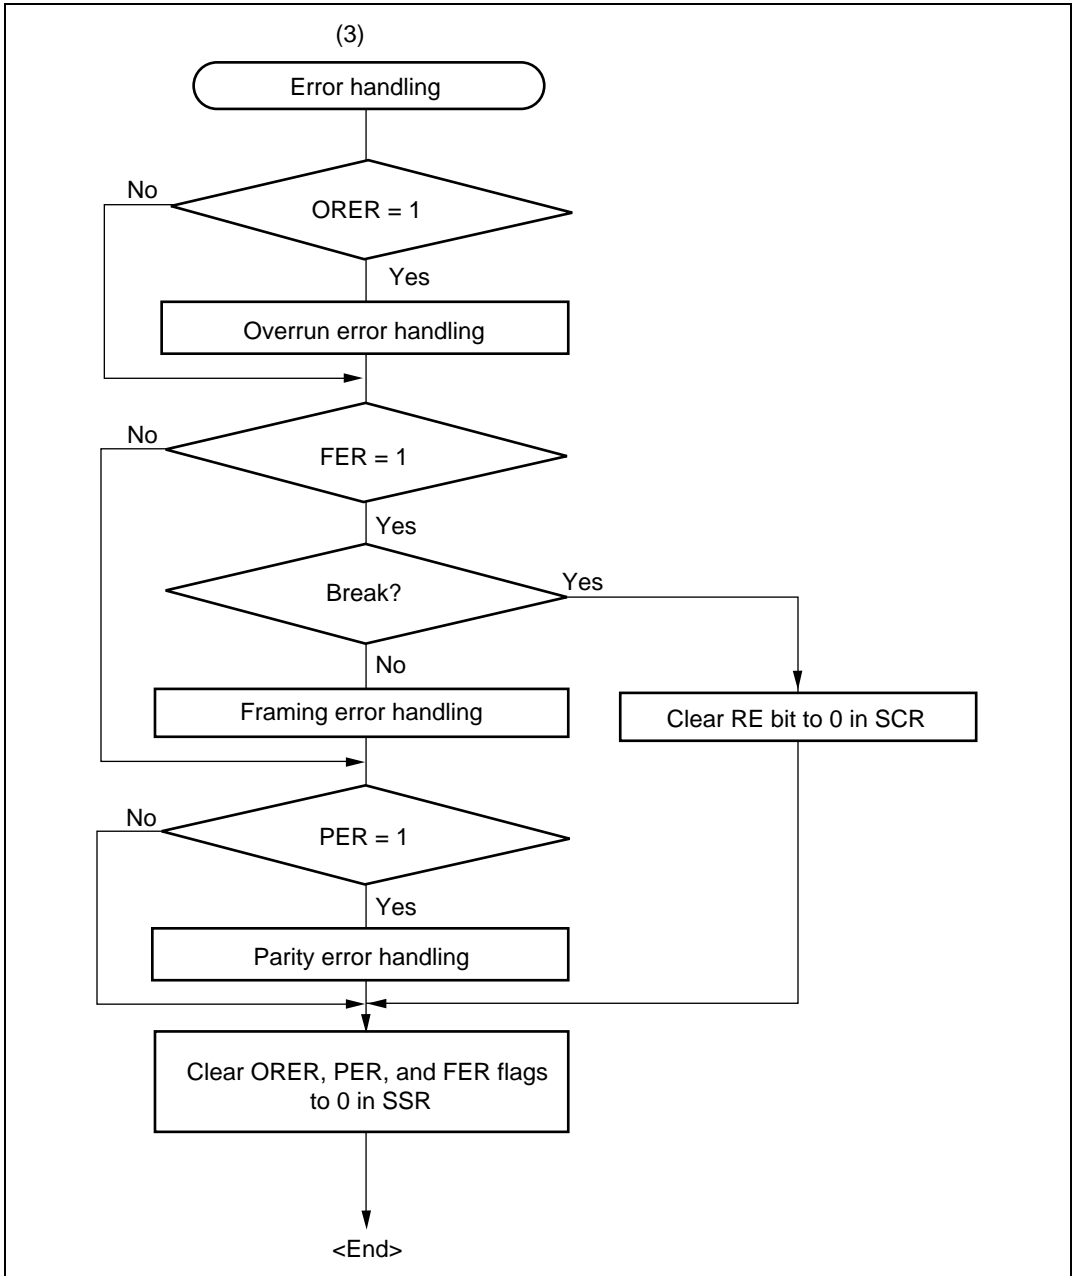 (3)
Error handling
No
ORER = 1
Yes
Overrun error handling
No
FER = 1
Yes
Break?
Yes
No
Framing error handling
Clear RE bit to 0 in SCR
No
PER = 1
Yes
Parity error handling
Clear ORER, PER, and FER flags
to 0 in SSR
<End>